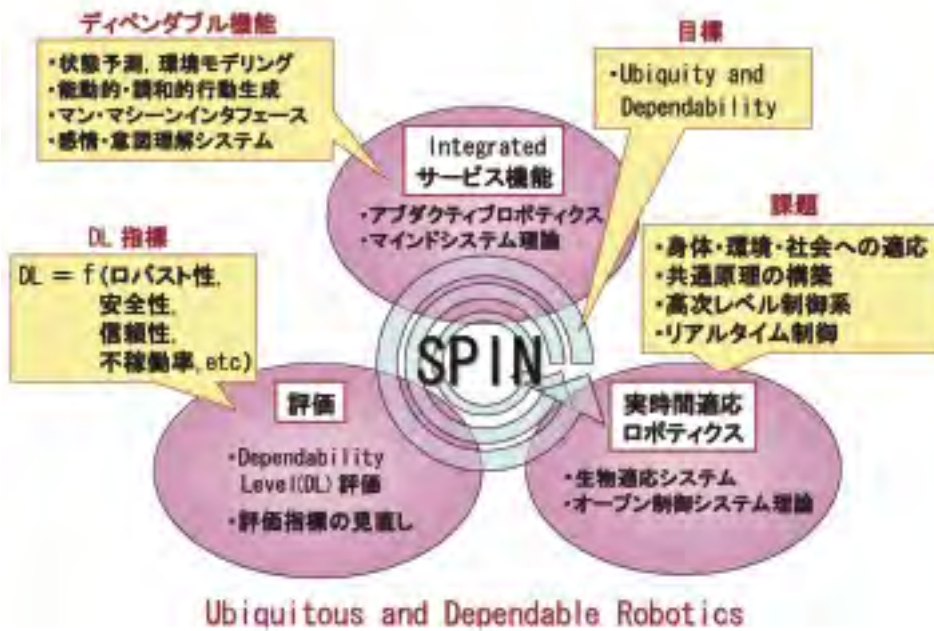 ディペンダブル機能
・状態予測, 環境モデリング
・能動的・調和的行動生成
・マン・マシーンインタフェース
・感情・意図理解システム
目標
・Ubiquity and
Dependability
Integrated
サービス機能
・アブダクティブロボティクス
・マインドシステム理論
DL 指標
DL = f(ロバスト性,
安全性,
信頼性,
不稼働率, etc)
課題
・身体・環境・社会への適応
・共通原理の構築
・高次レベル制御系
・リアルタイム制御
SPIN
評価
・Dependability
Level(DL) 評価
・評価指標の見直し
実時間適応
ロボティクス
・生物適応システム
・オープン制御システム理論
Ubiquitous and Dependable Robotics